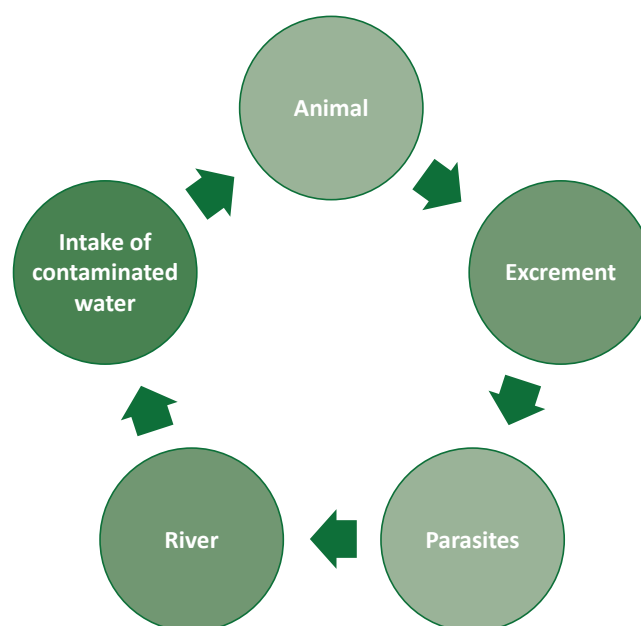 Animal
Excrement
Parasites
River
Intake of
contaminated
water